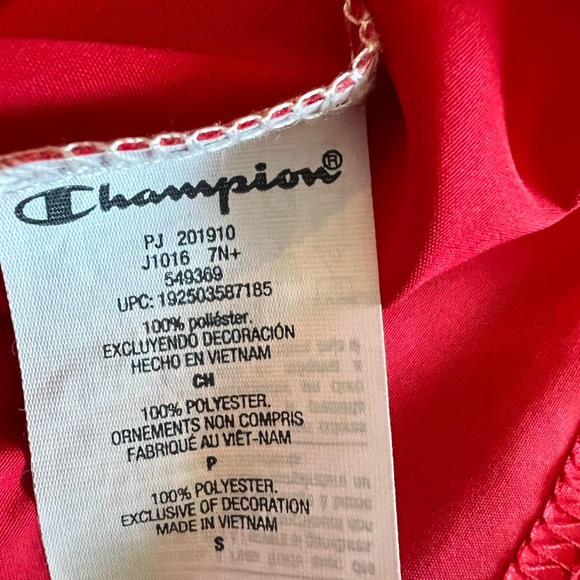 Champion®
PJ 201910
J1016 7N+
549369
UPC: 192503587185
100% poliéster.
EXCLUYENDO DECORACIÓN
HECHO EN VIETNAM
CH
100% POLYESTER.
ORNEMENTS NON COMPRIS
FABRIQUÉ AU VIÊT-NAM
P
100% POLYESTER.
EXCLUSIVE OF DECORATION
MADE IN VIETNAM
S